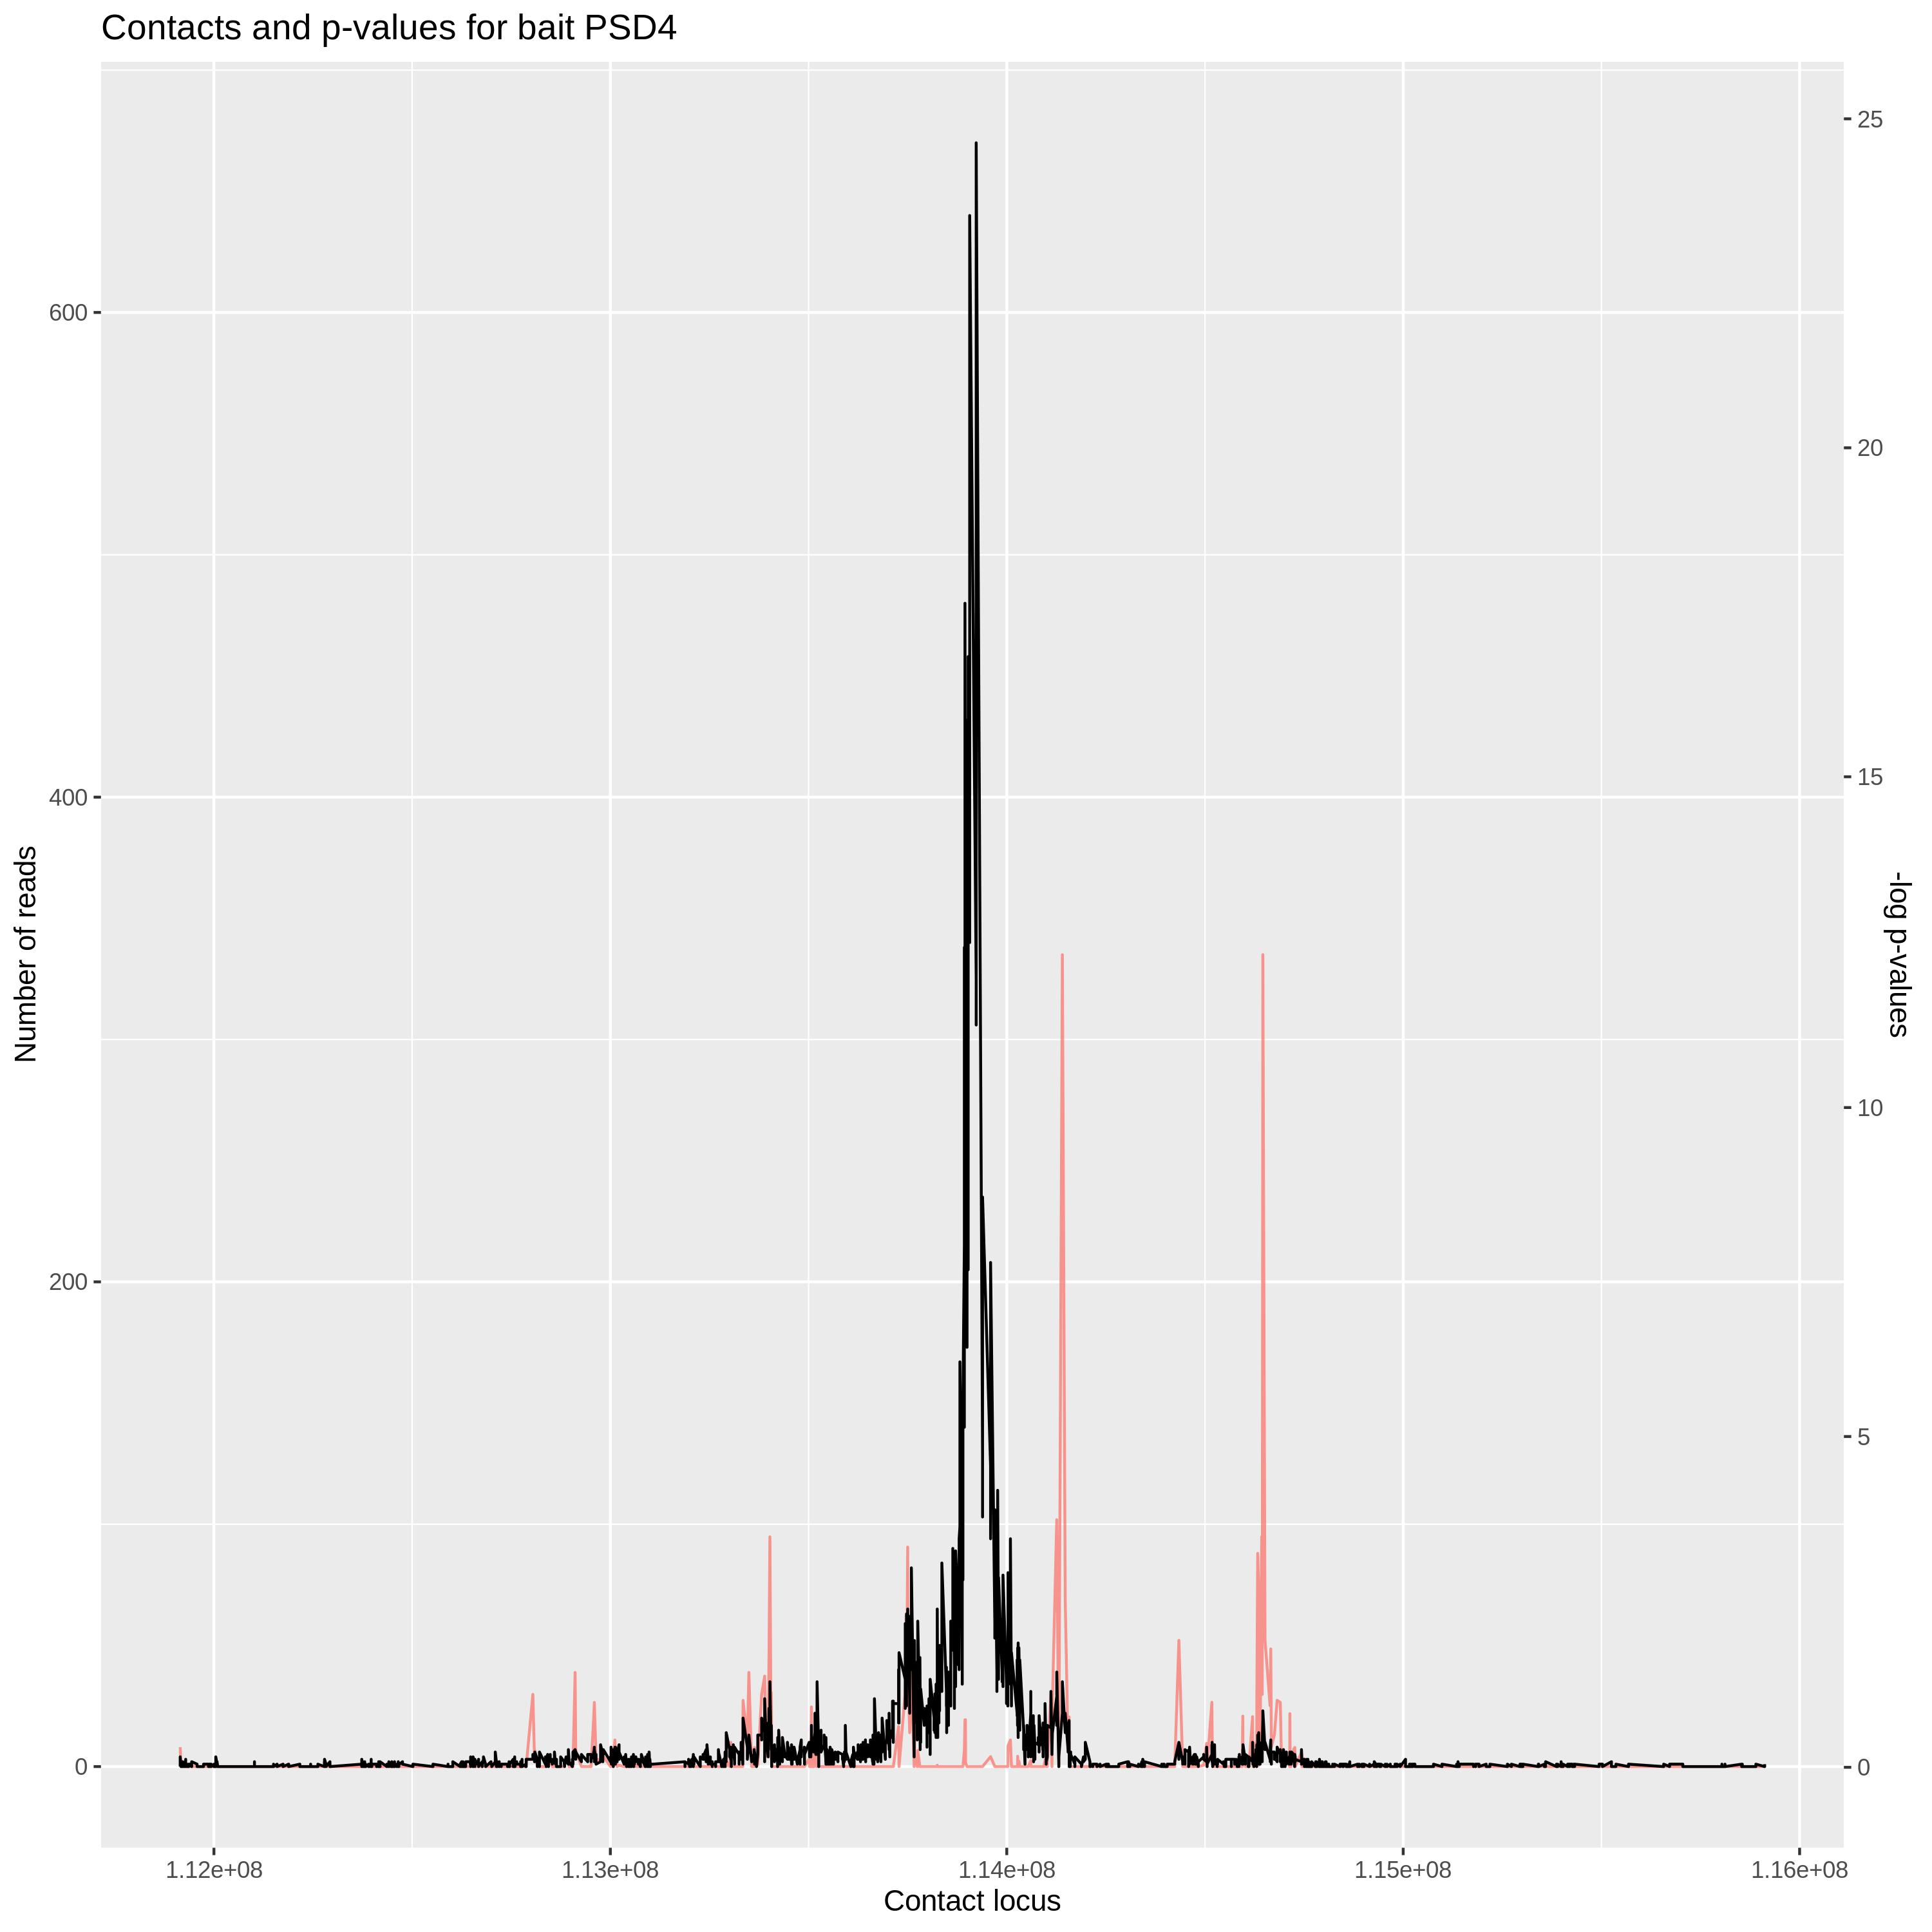 Contacts and p-values for bait PSD4
Number of reads
600
400
200
0
25
20
15
10
5
0
-log p-values
1.12e+08 1.13e+08 1.14e+08 1.15e+08 1.16e+08
Contact locus